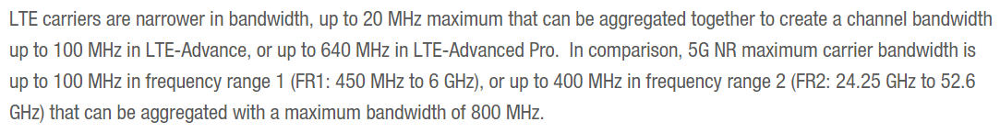 LTE carriers are narrower in bandwidth, up to 20 MHz maximum that can be aggregated together to create a channel bandwidth
up to 100 MHz in LTE-Advance, or up to 640 MHz in LTE-Advanced Pro.  In comparison, 5G NR maximum carrier bandwidth is
up to 100 MHz in frequency range 1 (FR1: 450 MHz to 6 GHz), or up to 400 MHz in frequency range 2 (FR2: 24.25 GHz to 52.6
GHz) that can be aggregated with a maximum bandwidth of 800 MHz.